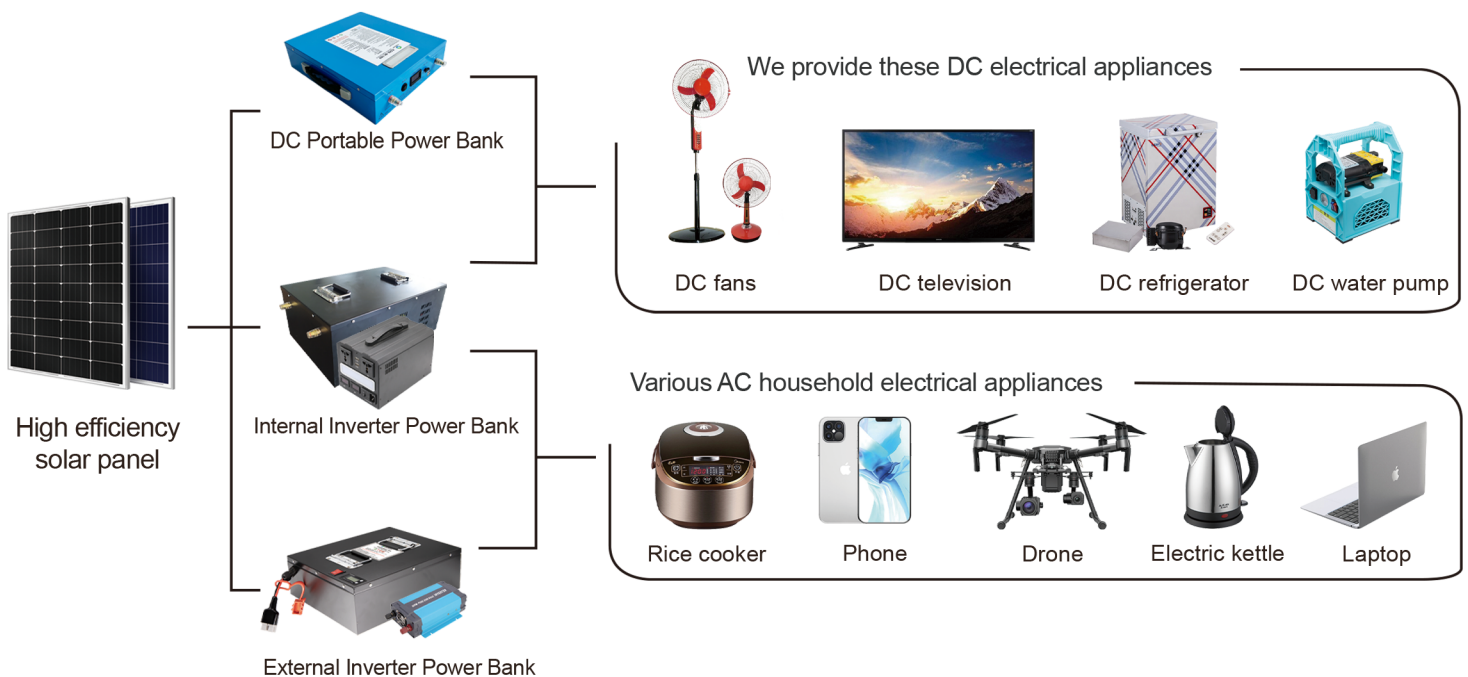 We provide these DC electrical appliances
DC Portable Power Bank
DC fans
DC television
DC refrigerator
DC water pump
High efficiency
solar panel
Internal Inverter Power Bank
Various AC household electrical appliances
Rice cooker
Phone
Drone
Electric kettle
Laptop
External Inverter Power Bank